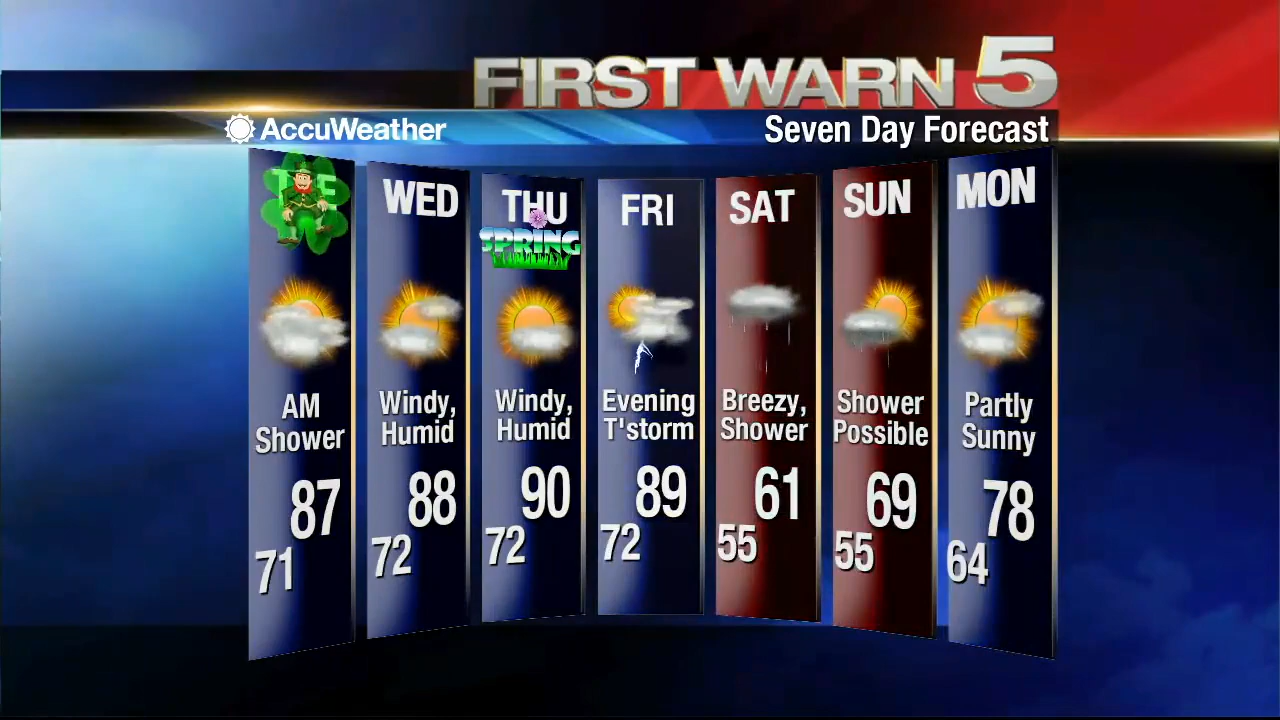 FIRST WARN 5
AccuWeather
Seven Day Forecast
TUE
WED
THU
FRI
SAT
SUN
MON
SPRING
AM
Shower
Windy,
Humid
Windy,
Humid
Evening
T'storm
Breezy,
Shower
Shower
Possible
Partly
Sunny
87
88
90
89
61
69
78
71
72
72
72
55
55
64